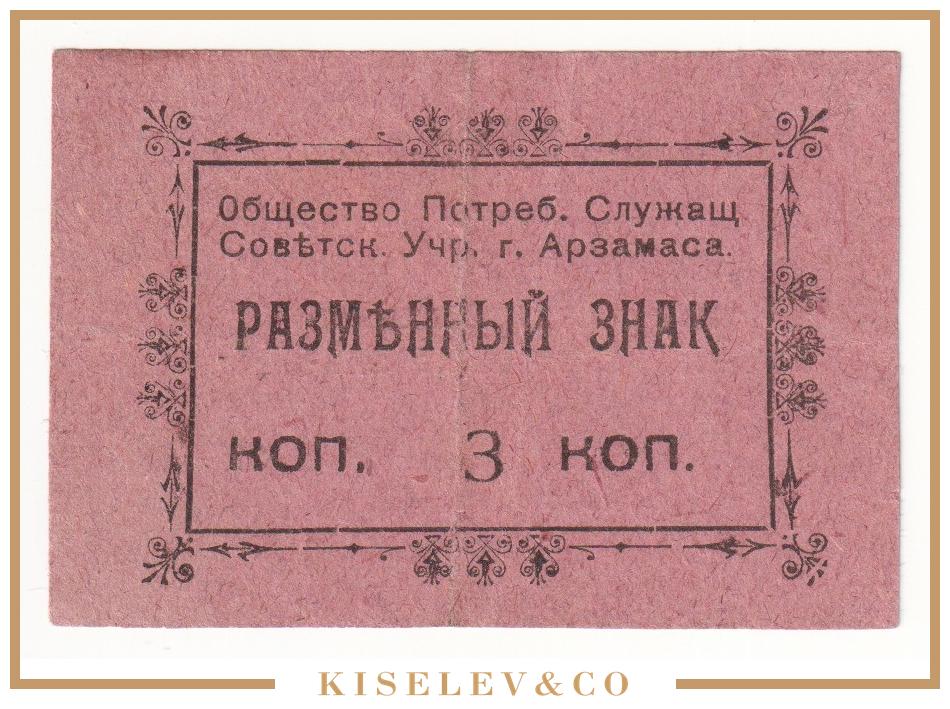 Общество Потреб. Служащ
Совѣтск. Учр. г. Арзамаса.
РАЗМѢННЫЙ ЗНАК
КОП. 3 КОП.
KISELEV&CO